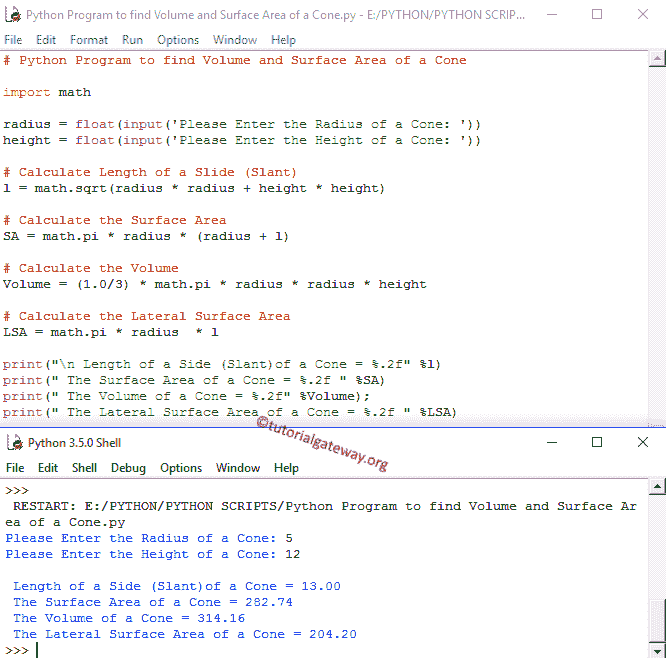 Python Program to find Volume and Surface Area of a Cone.py - E:/PYTHON/PYTHON SCRIP...
File Edit Format Run Options Window Help
# Python Program to find Volume and Surface Area of a Cone
import math
radius = float(input('Please Enter the Radius of a Cone: '))
height = float(input('Please Enter the Height of a Cone: '))
# Calculate Length of a Slide (Slant)
l = math.sqrt(radius * radius + height * height)
# Calculate the Surface Area
SA = math.pi * radius * (radius + l)
# Calculate the Volume
Volume = (1.0/3) * math.pi * radius * radius * height
# Calculate the Lateral Surface Area
LSA = math.pi * radius  * l
print("\n Length of a Side (Slant)of a Cone = %.2f" %l)
print(" The Surface Area of a Cone = %.2f " %SA)
print(" The Volume of a Cone = %.2f" %Volume);
print(" The Lateral Surface Area of a Cone = %.2f " %LSA)
©tutorialgateway.org
Python 3.5.0 Shell
File Edit Shell Debug Options Window Help
>>>
RESTART: E:/PYTHON/PYTHON SCRIPTS/Python Program to find Volume and Surface Ar
ea of a Cone.py
Please Enter the Radius of a Cone: 5
Please Enter the Height of a Cone: 12
Length of a Side (Slant)of a Cone = 13.00
The Surface Area of a Cone = 282.74
The Volume of a Cone = 314.16
The Lateral Surface Area of a Cone = 204.20
>>>